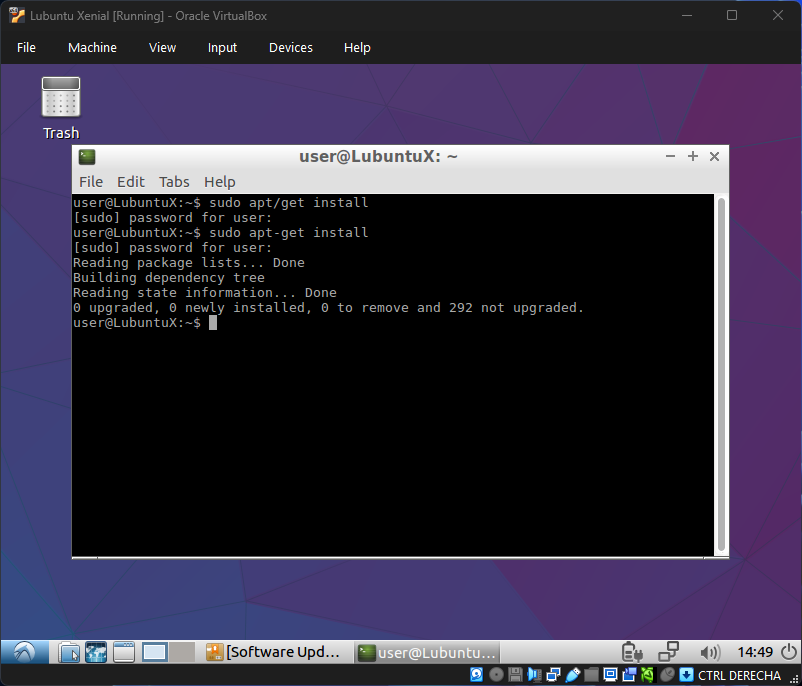 Lubuntu Xenial [Running] - Oracle VirtualBox
File Machine View Input Devices Help
Trash
user@LubuntuX: ~
File Edit Tabs Help
user@LubuntuX:~$ sudo apt/get install
[sudo] password for user:
user@LubuntuX:~$ sudo apt-get install
[sudo] password for user:
Reading package lists... Done
Building dependency tree
Reading state information... Done
0 upgraded, 0 newly installed, 0 to remove and 292 not upgraded.
user@LubuntuX:~$
[Software Upd... user@Lubuntu... 14:49
CTRL DERECHA